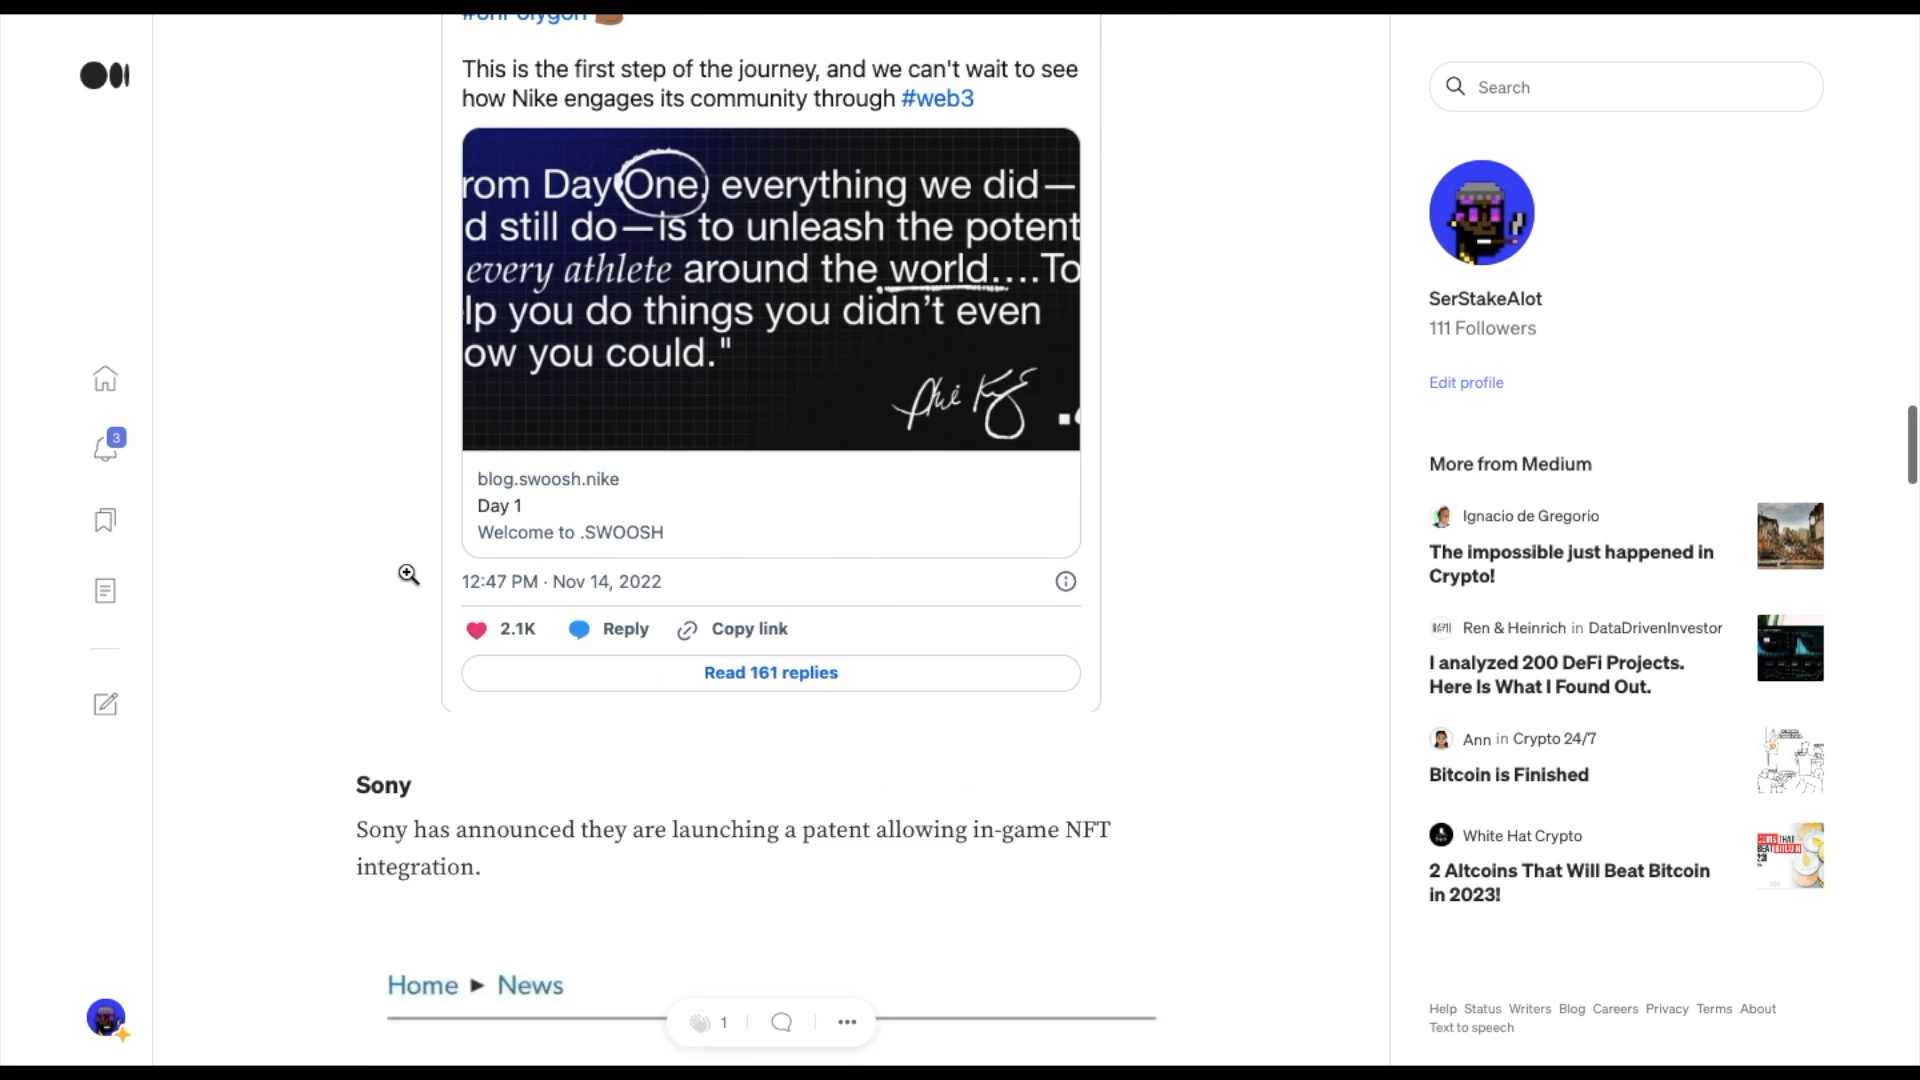 #onPolygon
This is the first step of the journey, and we can't wait to see
how Nike engages its community through #web3
rom Day One, everything we did—
d still do—is to unleash the potent
every athlete around the world....To
lp you do things you didn't even
ow you could."
blog.swoosh.nike
Day 1
Welcome to .SWOOSH
12:47 PM · Nov 14, 2022
2.1K Reply Copy link
Read 161 replies
Sony
Sony has announced they are launching a patent allowing in-game NFT
integration.
Home ► News
1
3
Search
SerStakeAlot
111 Followers
Edit profile
More from Medium
Ignacio de Gregorio
The impossible just happened in
Crypto!
Ren & Heinrich in DataDrivenInvestor
I analyzed 200 DeFi Projects.
Here Is What I Found Out.
Ann in Crypto 24/7
Bitcoin is Finished
White Hat Crypto
2 Altcoins That Will Beat Bitcoin
in 2023!
Help Status Writers Blog Careers Privacy Terms About
Text to speech